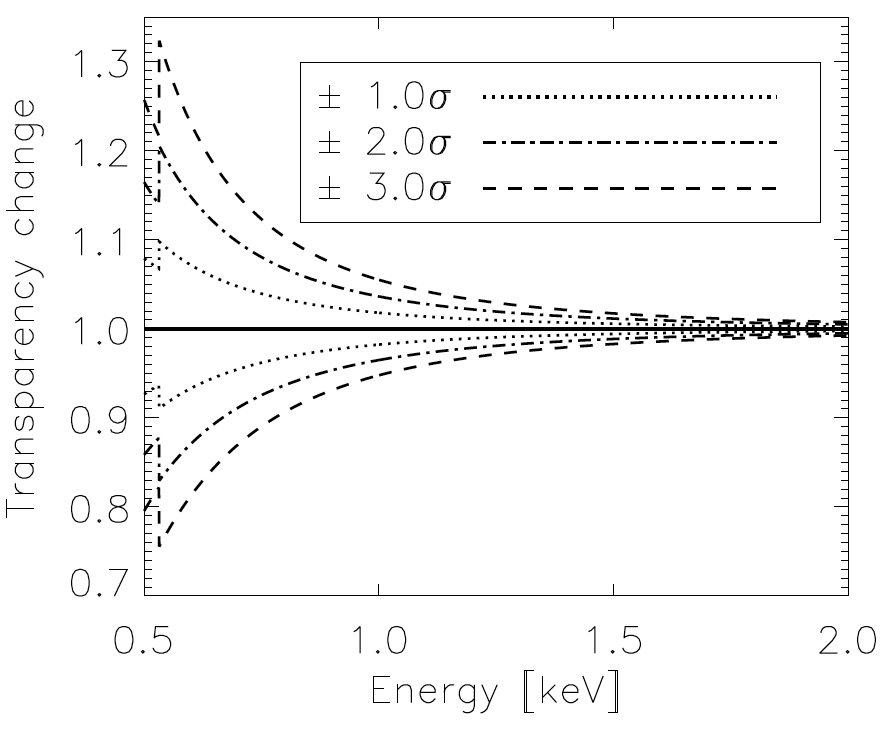 Transparency change
1.3
1.2
1.1
1.0
0.9
0.8
0.7
± 1.0σ
± 2.0σ
± 3.0σ
0.5 1.0 1.5 2.0
Energy [keV]